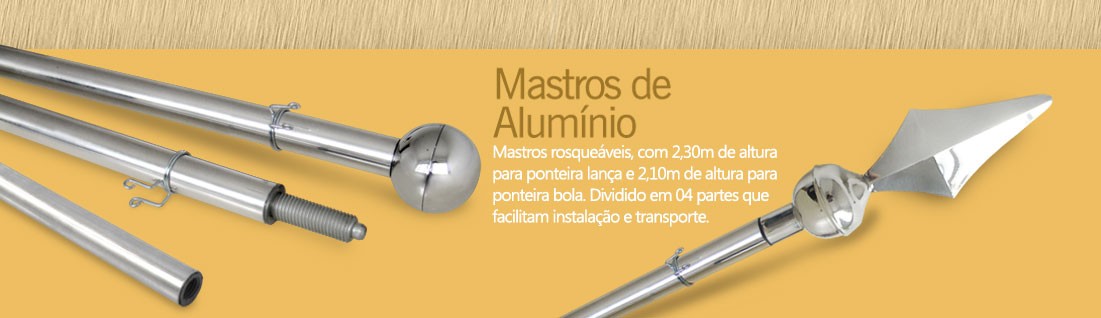 Mastros de
Alumínio
Mastros rosqueáveis, com 2,30m de altura
para ponteira lança e 2,10m de altura para
ponteira bola. Dividido em 04 partes que
facilitam instalação e transporte.